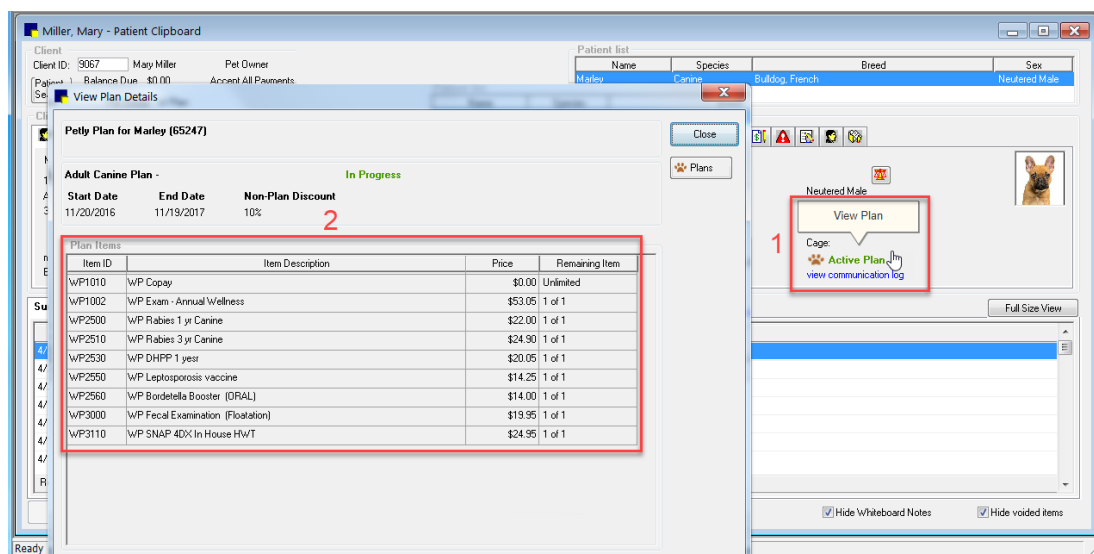 Miller, Mary - Patient Clipboard
Client
Client ID: 9067 Mary Miller Pet Owner
Balance Due $0.00 Accept All Payments
Patient list
Name Species Breed Sex
Marley Canine Bulldog, French Neutered Male
View Plan Details
Petly Plan for Marley (65247)
Close
Adult Canine Plan - In Progress
Plans
Start Date End Date Non-Plan Discount
11/20/2016 11/19/2017 10%
2
Neutered Male
View Plan
1
Cage:
Active Plan
view communication log
Plan Items
Item ID Item Description Price Remaining Item
WP1010 WP Copay $0.00 Unlimited
WP1002 WP Exam - Annual Wellness $53.05 1 of 1
WP2500 WP Rabies 1 yr Canine $22.00 1 of 1
WP2510 WP Rabies 3 yr Canine $24.90 1 of 1
WP2530 WP DHPP 1 yesr $20.05 1 of 1
WP2550 WP Leptosporosis vaccine $14.25 1 of 1
WP2560 WP Bordetella Booster (ORAL) $14.00 1 of 1
WP3000 WP Fecal Examination (Floatation) $19.95 1 of 1
WP3110 WP SNAP 4DX In House HWT $24.95 1 of 1
Full Size View
Hide Whiteboard Notes Hide voided items
Ready